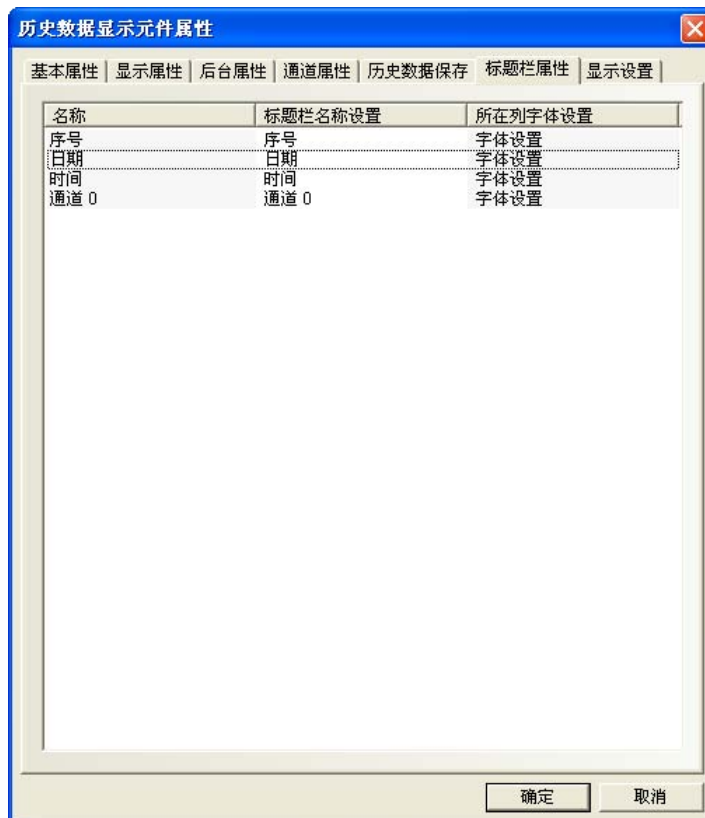 历史数据显示元件属性
基本属性 显示属性 后台属性 通道属性 历史数据保存 标题栏属性 显示设置
名称 标题栏名称设置 所在列字体设置
序号 序号 字体设置
日期 日期 字体设置
时间 时间 字体设置
通道 0 通道 0 字体设置
确定 取消